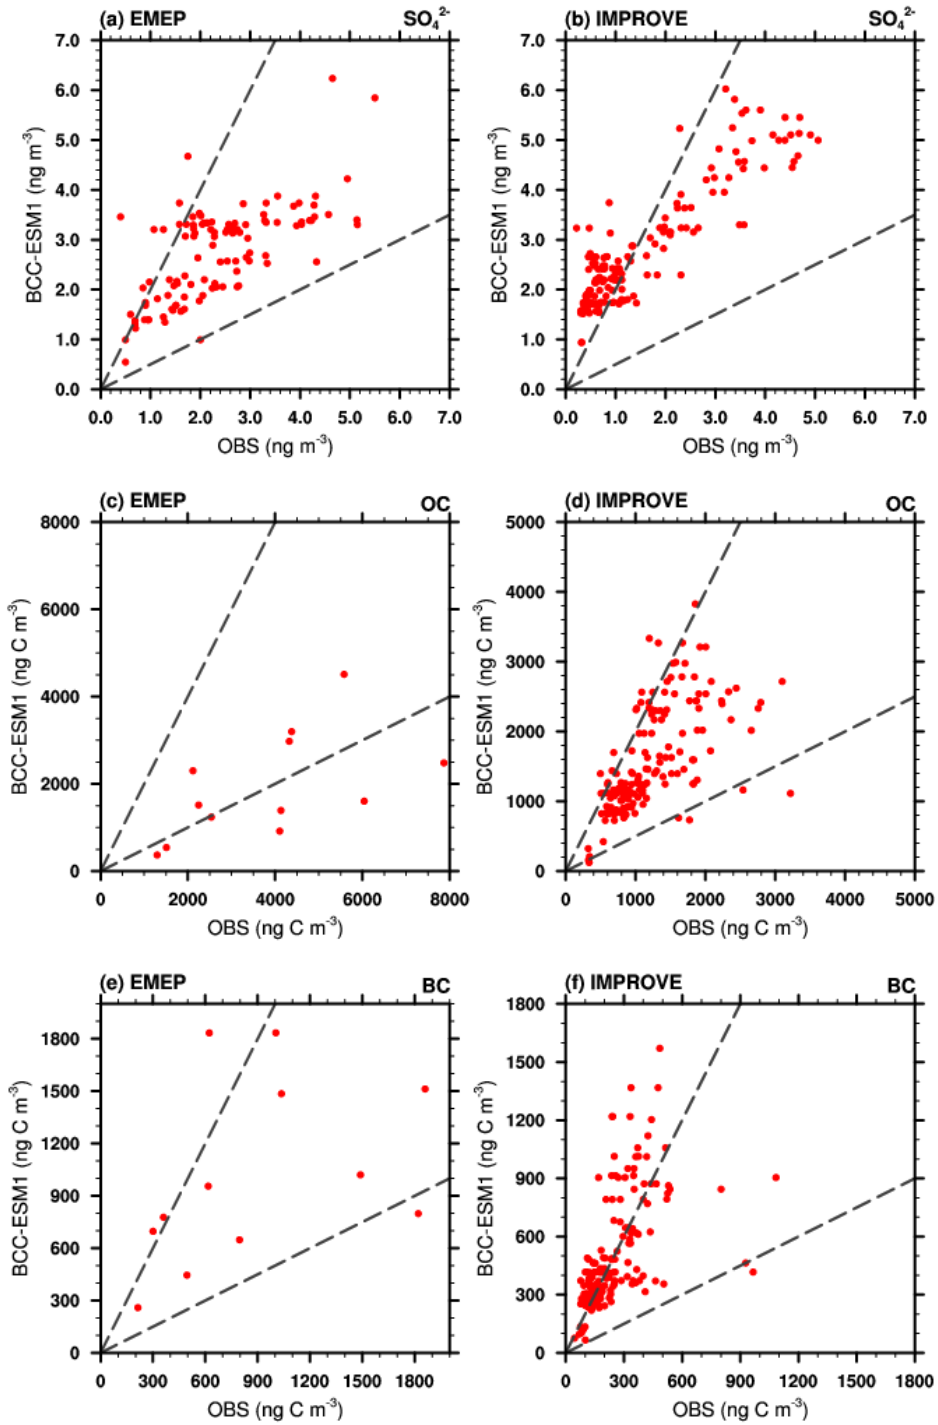 (a) EMEP SO₄²⁻
7.0
6.0
5.0
4.0
3.0
2.0
1.0
0.0
BCC-ESM1 (ng m⁻³)
0.0 1.0 2.0 3.0 4.0 5.0 6.0 7.0
OBS (ng m⁻³)
(b) IMPROVE SO₄²⁻
7.0
6.0
5.0
4.0
3.0
2.0
1.0
0.0
BCC-ESM1 (ng m⁻³)
0.0 1.0 2.0 3.0 4.0 5.0 6.0 7.0
OBS (ng m⁻³)
(c) EMEP OC
8000
6000
4000
2000
0
BCC-ESM1 (ng C m⁻³)
0 2000 4000 6000 8000
OBS (ng C m⁻³)
(d) IMPROVE OC
5000
4000
3000
2000
1000
0
BCC-ESM1 (ng C m⁻³)
0 1000 2000 3000 4000 5000
OBS (ng C m⁻³)
(e) EMEP BC
1800
1500
1200
900
600
300
0
BCC-ESM1 (ng C m⁻³)
0 300 600 900 1200 1500 1800
OBS (ng C m⁻³)
(f) IMPROVE BC
1800
1500
1200
900
600
300
0
BCC-ESM1 (ng C m⁻³)
0 300 600 900 1200 1500 1800
OBS (ng C m⁻³)